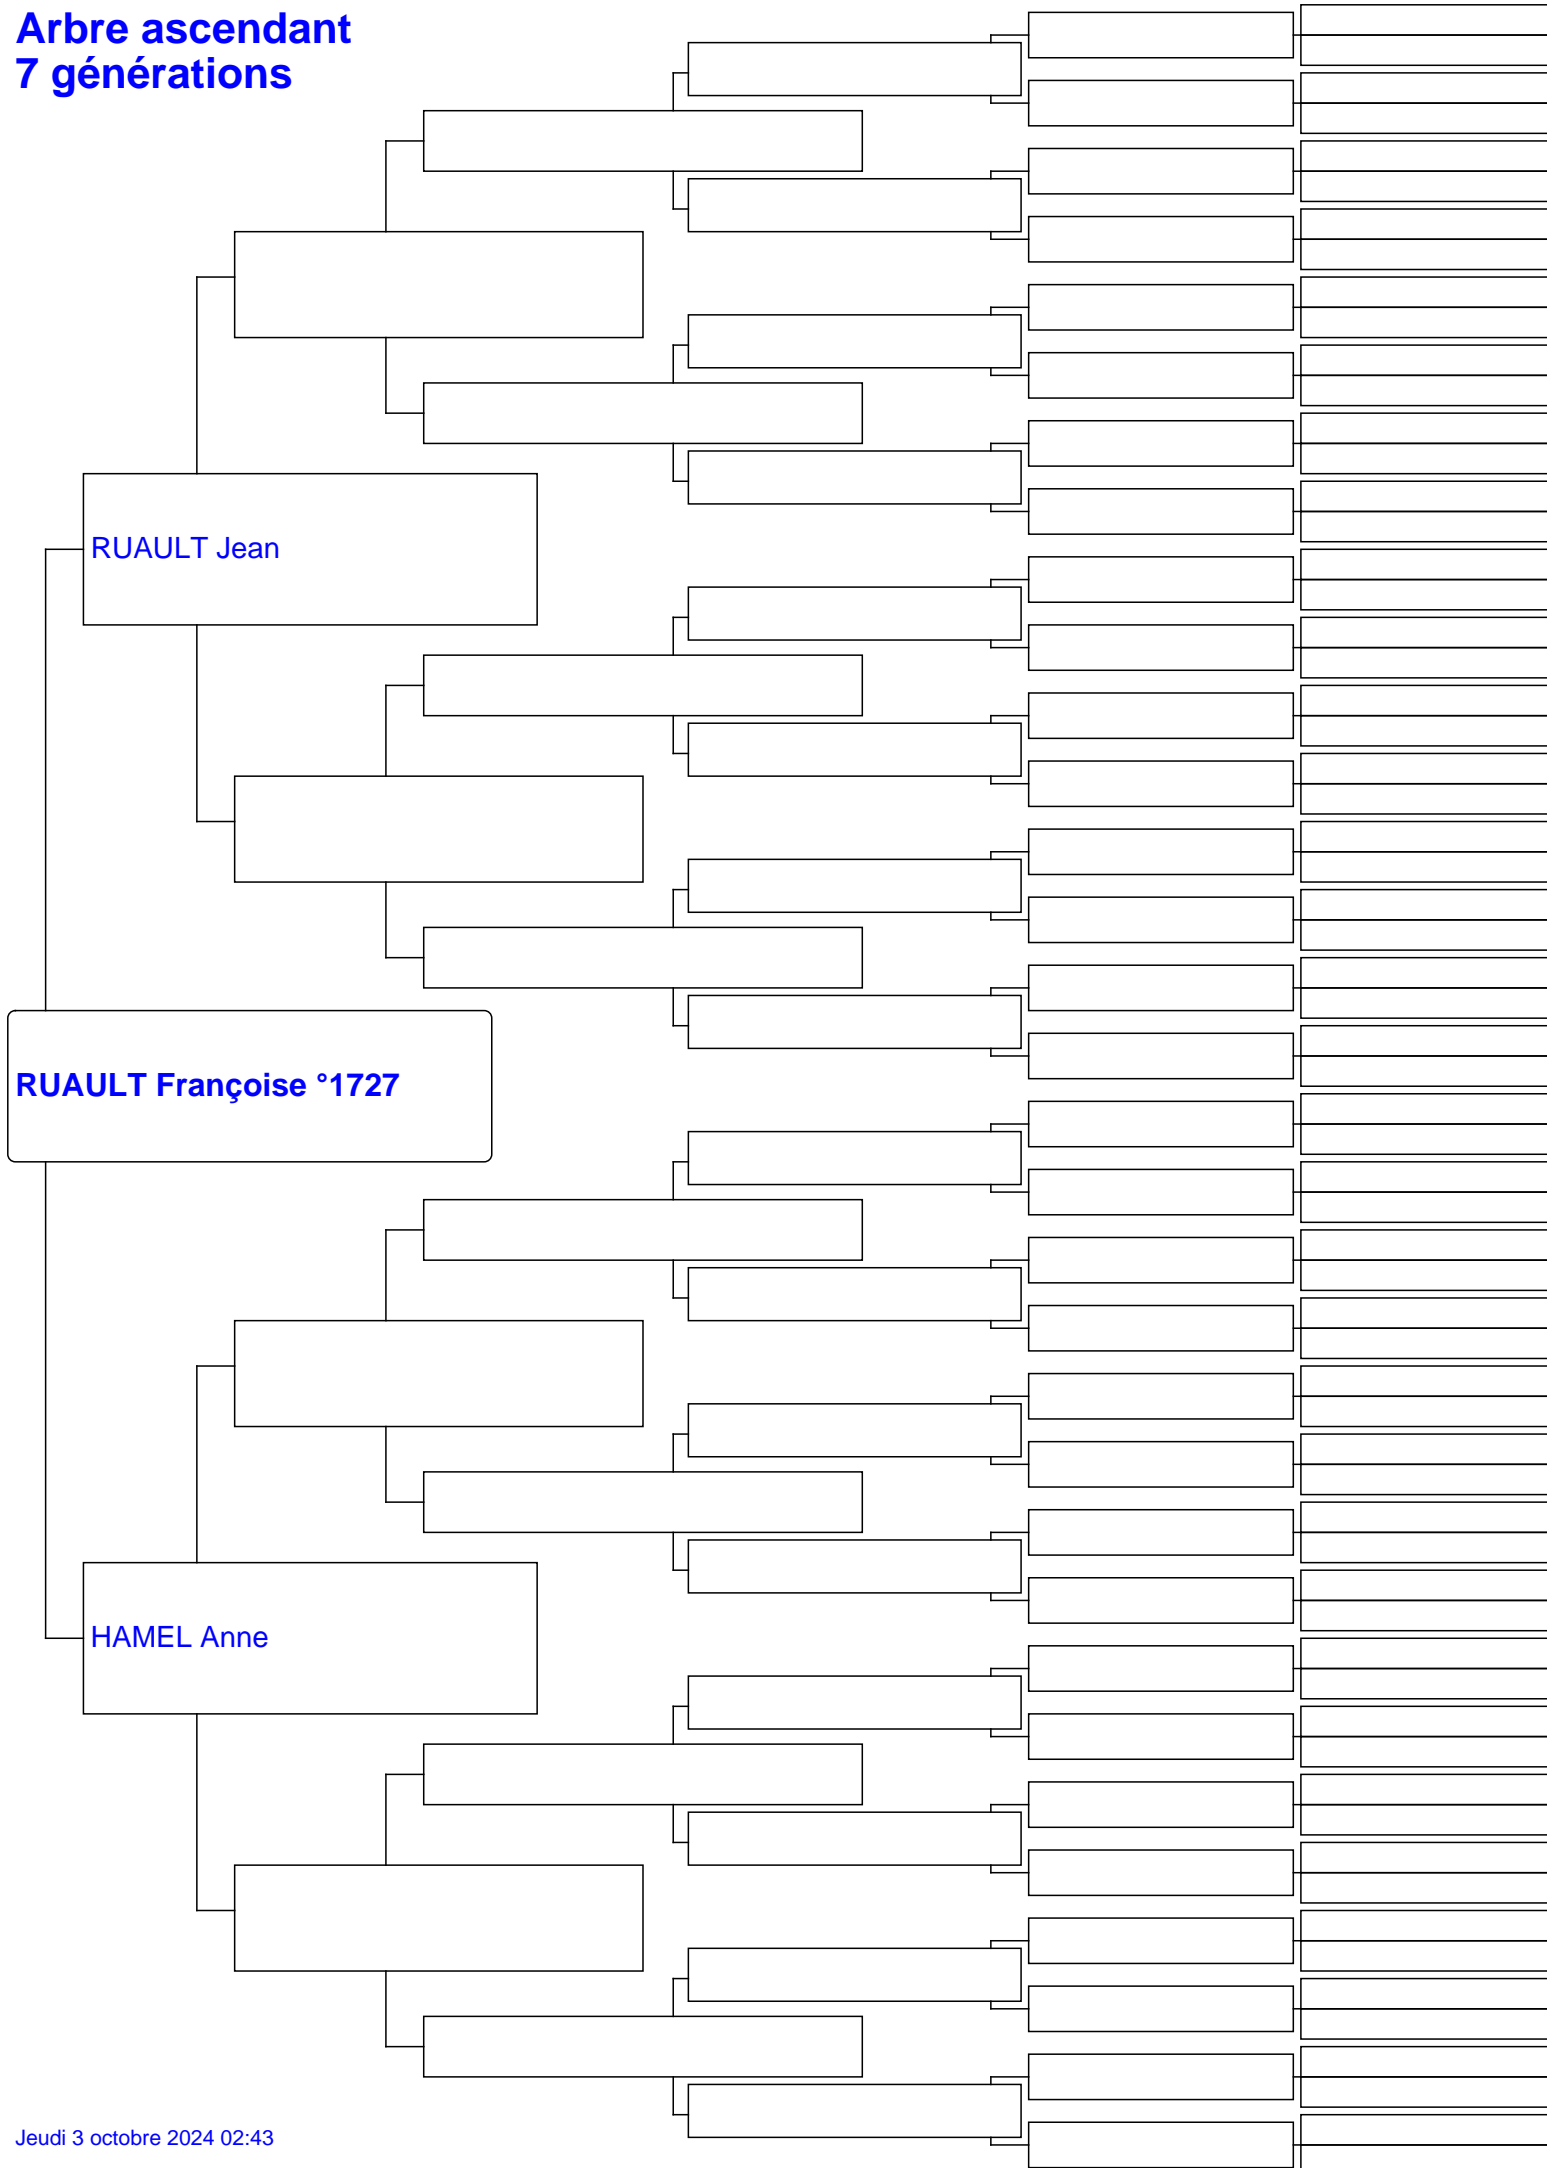 Arbre ascendant
7 générations
RUAULT Jean
RUAULT Françoise °1727
HAMEL Anne
Jeudi 3 octobre 2024 02:43